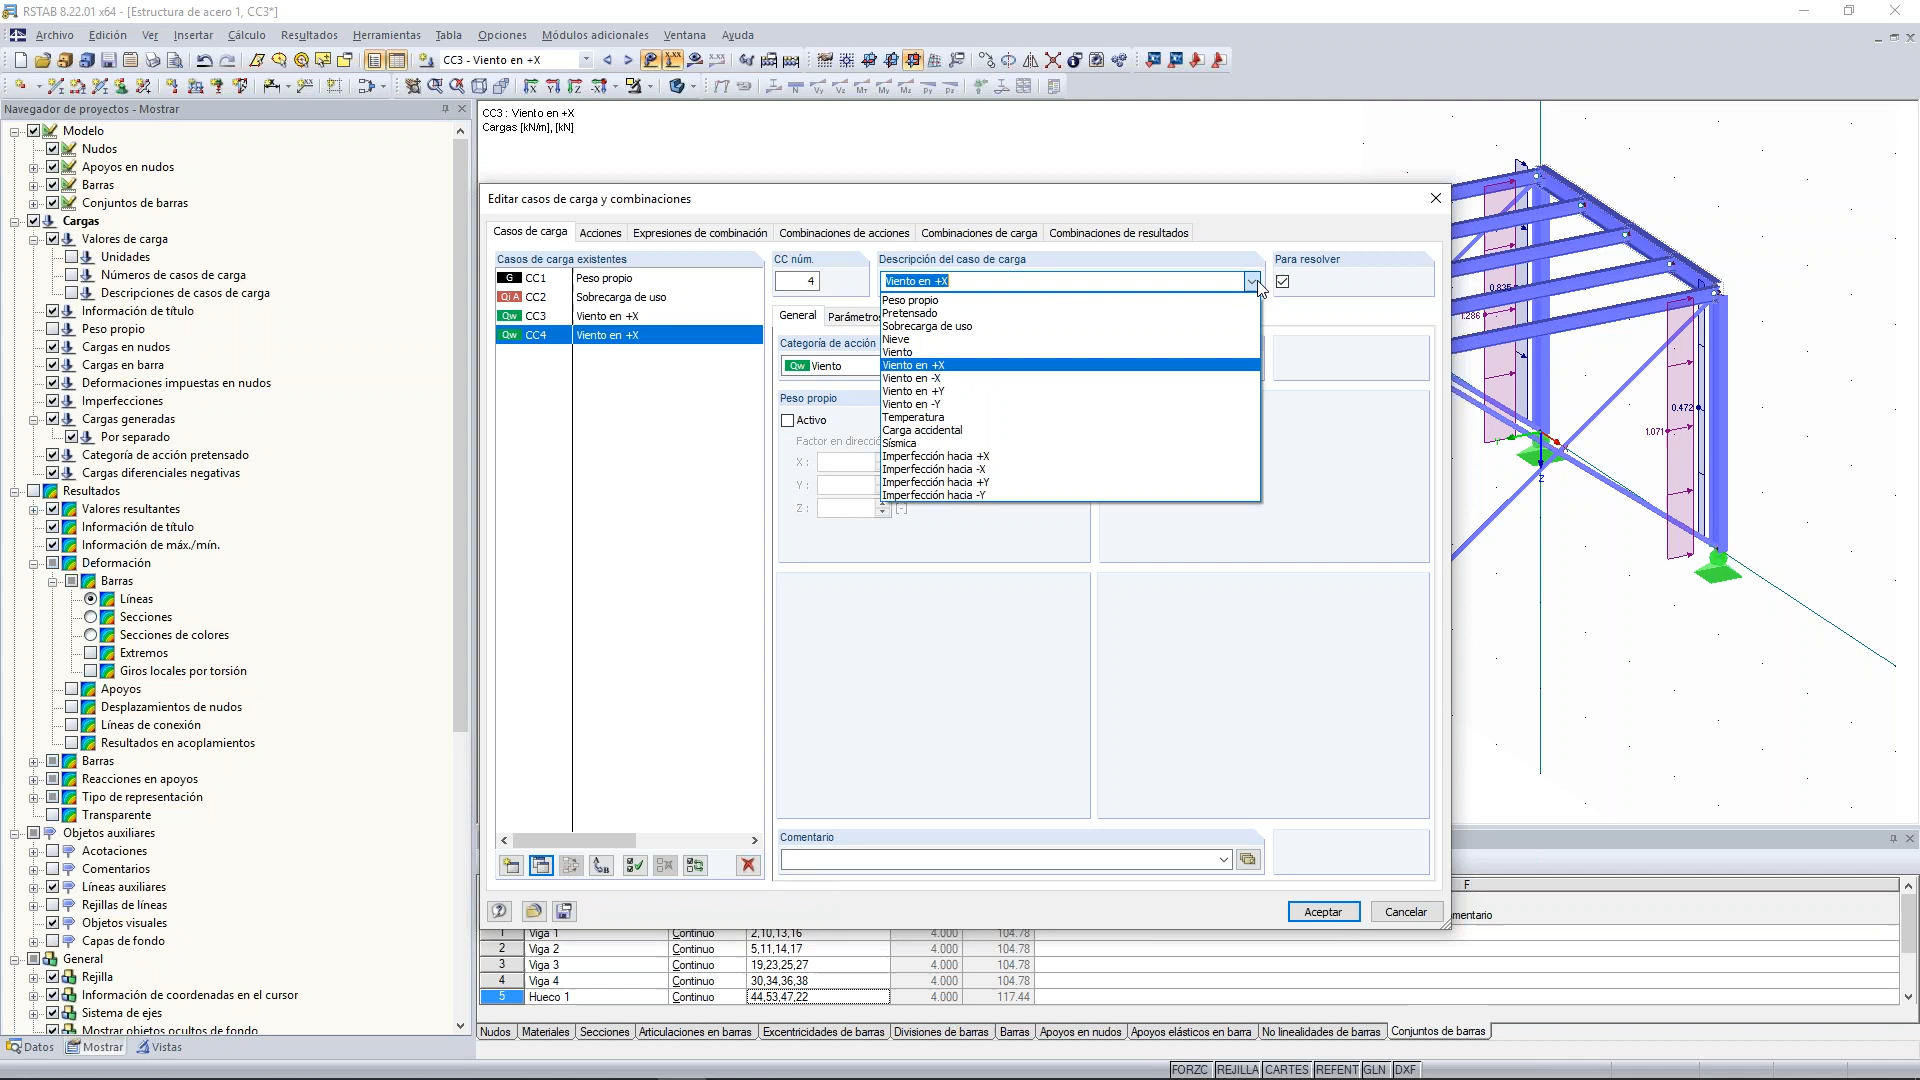 RSTAB 8.22.01 x64 - [Estructura de acero 1, CC3*]
Archivo Edición Ver Insertar Cálculo Resultados Herramientas Tabla Opciones Módulos adicionales Ventana Ayuda
CC3 - Viento en +X
Navegador de proyectos - Mostrar
Modelo
Nudos
Apoyos en nudos
Barras
Conjuntos de barras
Cargas
Valores de carga
Unidades
Números de casos de carga
Descripciones de casos de carga
Información de título
Peso propio
Cargas en nudos
Cargas en barra
Deformaciones impuestas en nudos
Imperfecciones
Cargas generadas
Por separado
Categoría de acción pretensado
Cargas diferenciales negativas
Resultados
Valores resultantes
Información de título
Información de máx./mín.
Deformación
Barras
Líneas
Secciones
Secciones de colores
Extremos
Giros locales por torsión
Apoyos
Desplazamientos de nudos
Líneas de conexión
Resultados en acoplamientos
Barras
Reacciones en apoyos
Tipo de representación
Transparente
Objetos auxiliares
Acotaciones
Comentarios
Líneas auxiliares
Rejillas de líneas
Objetos visuales
Capas de fondo
General
Rejilla
Información de coordenadas en el cursor
Sistema de ejes
Mostrar objetos ocultos de fondo
Datos Mostrar Vistas
CC3 : Viento en +X
Cargas [kN/m], [kN]
Editar casos de carga y combinaciones
Casos de carga Acciones Expresiones de combinación Combinaciones de acciones Combinaciones de carga Combinaciones de resultados
Casos de carga existentes
G CC1 Peso propio
Qi A CC2 Sobrecarga de uso
Qw CC3 Viento en +X
Qw CC4 Viento en +X
CC núm.
4
Descripción del caso de carga
Viento en +X
Para resolver
General Parámetros
Categoría de acción
Qw Viento
Peso propio
Activo
Factor en direcció
X :
Y :
Z :
[-]
Peso propio
Pretensado
Sobrecarga de uso
Nieve
Viento
Viento en +X
Viento en -X
Viento en +Y
Viento en -Y
Temperatura
Carga accidental
Sísmica
Imperfección hacia +X
Imperfección hacia -X
Imperfección hacia +Y
Imperfección hacia -Y
Comentario
Aceptar Cancelar
0.835
1.286
0.472
1.071
Z
F
mentario
1 Viga 1 Continuo 2,10,13,16 4.000 104.78
2 Viga 2 Continuo 5,11,14,17 4.000 104.78
3 Viga 3 Continuo 19,23,25,27 4.000 104.78
4 Viga 4 Continuo 30,34,36,38 4.000 104.78
5 Hueco 1 Continuo 44,53,47,22 4.000 117.44
Nudos Materiales Secciones Articulaciones en barras Excentricidades de barras Divisiones de barras Barras Apoyos en nudos Apoyos elásticos en barra No linealidades de barras Conjuntos de barras
FORZC REJILLA CARTES REFENT GLN DXF